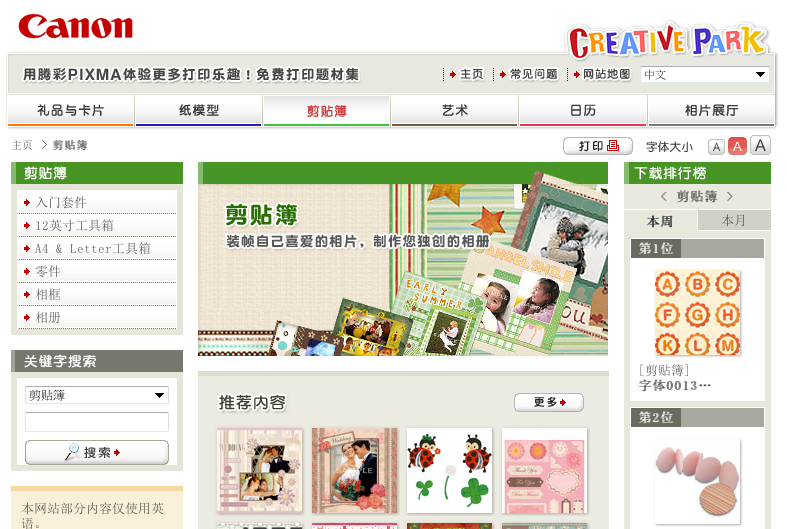 Canon
CREATIVE PARK
用腾彩PIXMA体验更多打印乐趣！免费打印题材集
主页 常见问题 网站地图 中文
礼品与卡片 纸模型 剪贴簿 艺术 日历 相片展厅
主页 > 剪贴簿
打印 字体大小 A A A
剪贴簿
入门套件
12英寸工具箱
A4 & Letter工具箱
零件
相框
相册
关键字搜索
剪贴簿
搜索
本网站部分内容仅使用英
语。
剪贴簿
装帧自己喜爱的相片，制作您独创的相册
ANGEL SMILE
EARLY
SUMMER
推荐内容
更多
WEDDING
Wedding
SAMPLE
Thank You
下载排行榜
< 剪贴簿 >
本周 本月
第1位
A B C
F G H
K L M
[剪贴簿]
字体0013…
第2位